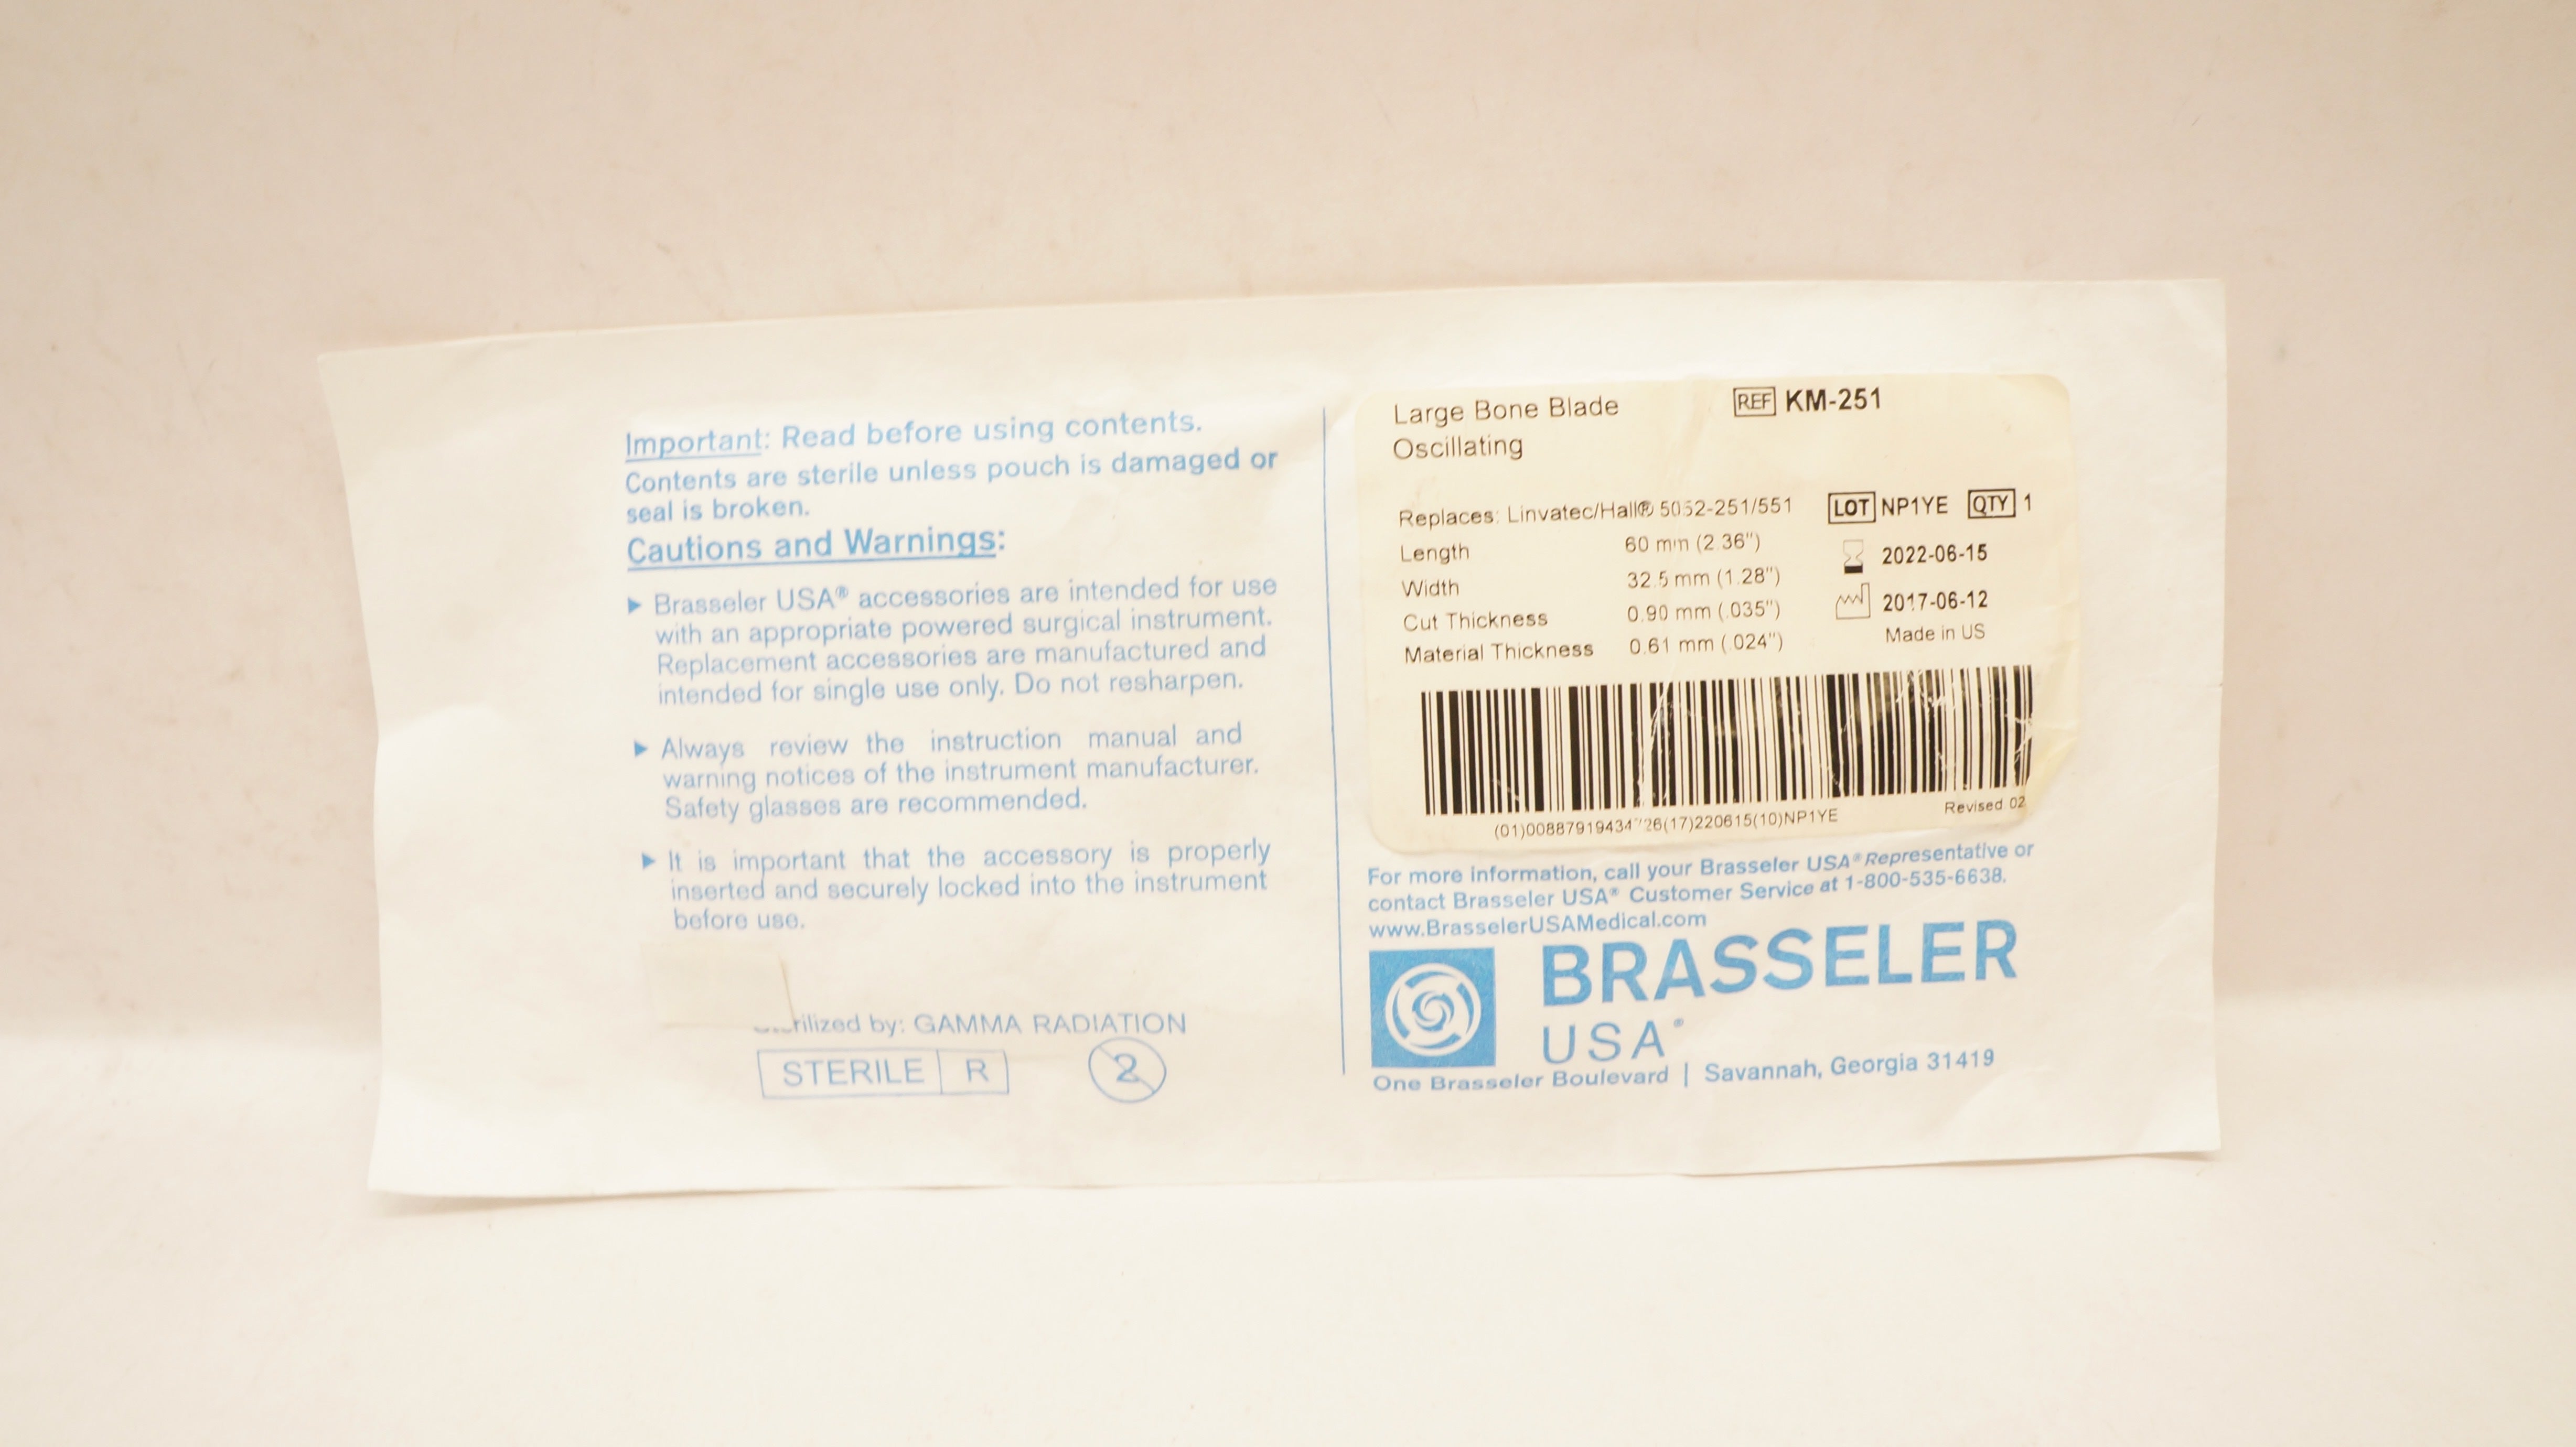 Important: Read before using contents.
Contents are sterile unless pouch is damaged or
seal is broken.
Cautions and Warnings:
► Brasseler USA® accessories are intended for use
with an appropriate powered surgical instrument.
Replacement accessories are manufactured and
intended for single use only. Do not resharpen.
► Always review the instruction manual and
warning notices of the instrument manufacturer.
Safety glasses are recommended.
► It is important that the accessory is properly
inserted and securely locked into the instrument
before use.
by: GAMMA RADIATION
STERILE R
2
Large Bone Blade
Oscillating
REF KM-251
Replaces: Linvatec/Hall® 5052-251/551
Length 60 mm (2.36")
Width 32.5 mm (1.28")
Cut Thickness 0.90 mm (.035")
Material Thickness 0.61 mm (.024")
LOT NP1YE QTY 1
2022-06-15
2017-06-12
Made in US
Revised 02
For more information, call your Brasseler USA® Representative or
contact Brasseler USA® Customer Service at 1-800-535-6638.
www.BrasselerUSAMedical.com
BRASSELER
USA®
One Brasseler Boulevard | Savannah, Georgia 31419